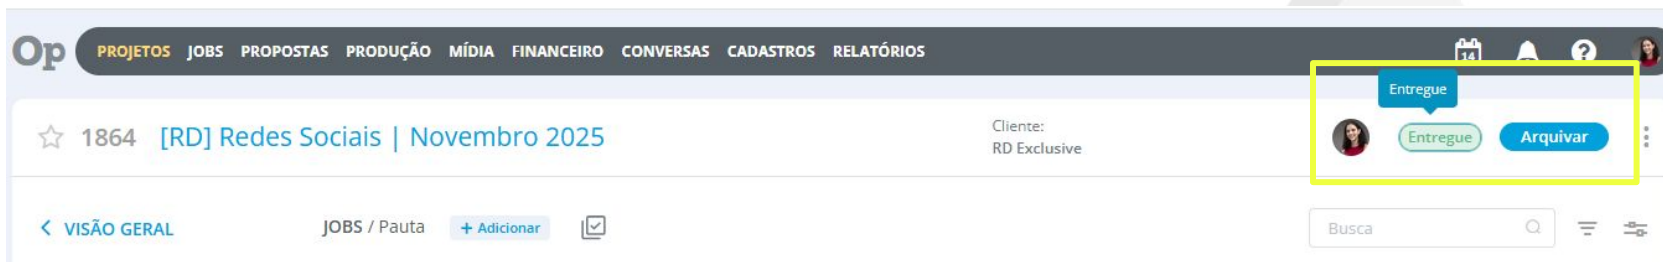 Op PROJETOS JOBS PROPOSTAS PRODUÇÃO MÍDIA FINANCEIRO CONVERSAS CADASTROS RELATÓRIOS 14 ?
Entregue
1864 [RD] Redes Sociais | Novembro 2025
Cliente:
RD Exclusive
Entregue Arquivar
< VISÃO GERAL JOBS / Pauta + Adicionar Busca